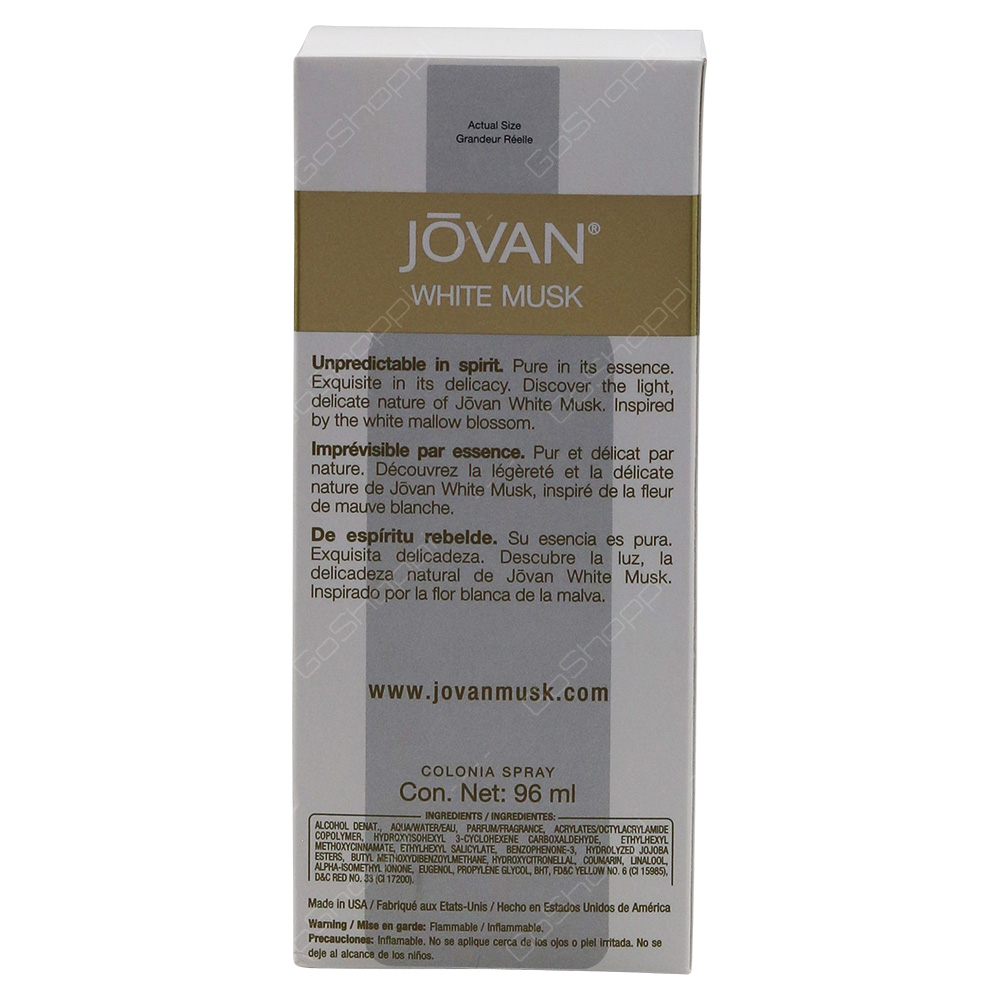 Actual Size
Grandeur Réelle
JŌVAN®
WHITE MUSK
Unpredictable in spirit. Pure in its essence.
Exquisite in its delicacy. Discover the light,
delicate nature of Jōvan White Musk. Inspired
by the white mallow blossom.
Imprévisible par essence. Pur et délicat par
nature. Découvrez la légèreté et la délicate
nature de Jōvan White Musk, inspiré de la fleur
de mauve blanche.
De espíritu rebelde. Su esencia es pura.
Exquisita delicadeza. Descubre la luz, la
delicadeza natural de Jōvan White Musk.
Inspirado por la flor blanca de la malva.
www.jovanmusk.com
COLONIA SPRAY
Con. Net: 96 ml
INGREDIENTS / INGREDIENTES:
ALCOHOL DENAT., AQUA/WATER/EAU, PARFUM/FRAGRANCE, ACRYLATES/OCTYLACRYLAMIDE
COPOLYMER, HYDROXYISOHEXYL 3-CYCLOHEXENE CARBOXALDEHYDE, ETHYLHEXYL
METHOXYCINNAMATE, ETHYLHEXYL SALICYLATE, BENZOPHENONE-3, HYDROLYZED JOJOBA
ESTERS, BUTYL METHOXYDIBENZOYLMETHANE, HYDROXYCITRONELLAL, COUMARIN, LINALOOL,
ALPHA-ISOMETHYL IONONE, EUGENOL, PROPYLENE GLYCOL, BHT, FD&C YELLOW NO. 6 (CI 15985),
D&C RED NO. 33 (CI 17200).
Made in USA / Fabriqué aux Etats-Unis / Hecho en Estados Unidos de América
Warning / Mise en garde: Flammable / Inflammable.
Precauciones: Inflamable. No se aplique cerca de los ojos o piel irritada. No se
deje al alcance de los niños.